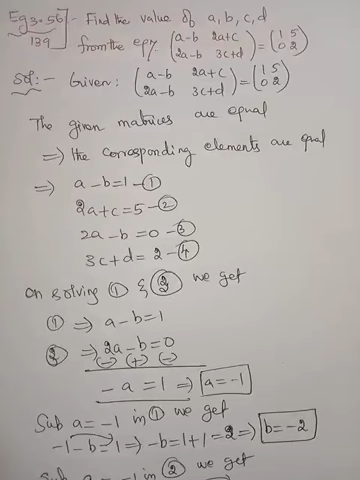 Eg 3.56 :- Find the value of a, b, c, d
139 from the eqn. (a-b 2a+c
2a-b 3c+d) = (1 5
0 2)
Sol:- Given: (a-b 2a+c
2a-b 3c+d) = (1 5
0 2)
The given matrices are equal
⇒ the corresponding elements are equal
⇒ a-b=1 -①
2a+c=5 -②
2a-b=0 -③
3c+d=2 -④
On solving ① & ② we get
① ⇒ a-b=1
② ⇒ 2a-b=0
(-) (+) (-)
-a=1 ⇒ a=-1
Sub a=-1 in ① we get
-1-b=1 ⇒ -b=1+1=2 ⇒ b=-2
Sub a=-1 in ② we get